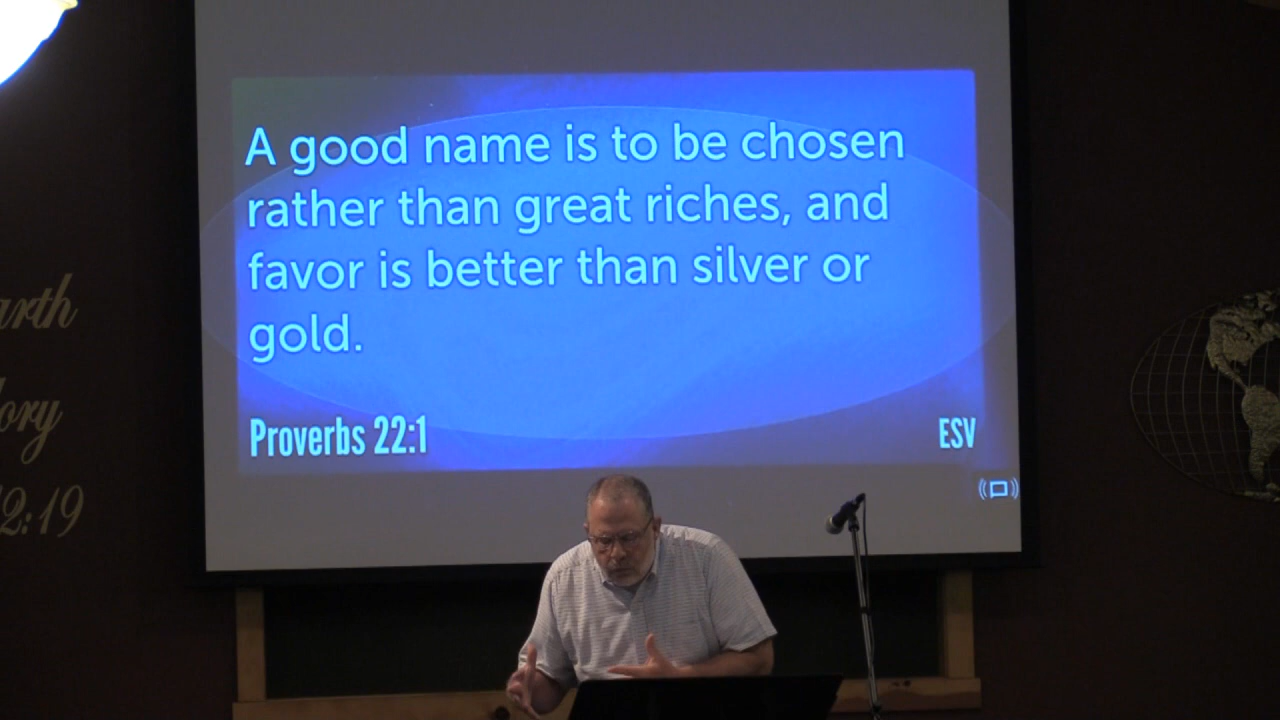 A good name is to be chosen
rather than great riches, and
favor is better than silver or
gold.
Proverbs 22:1
ESV